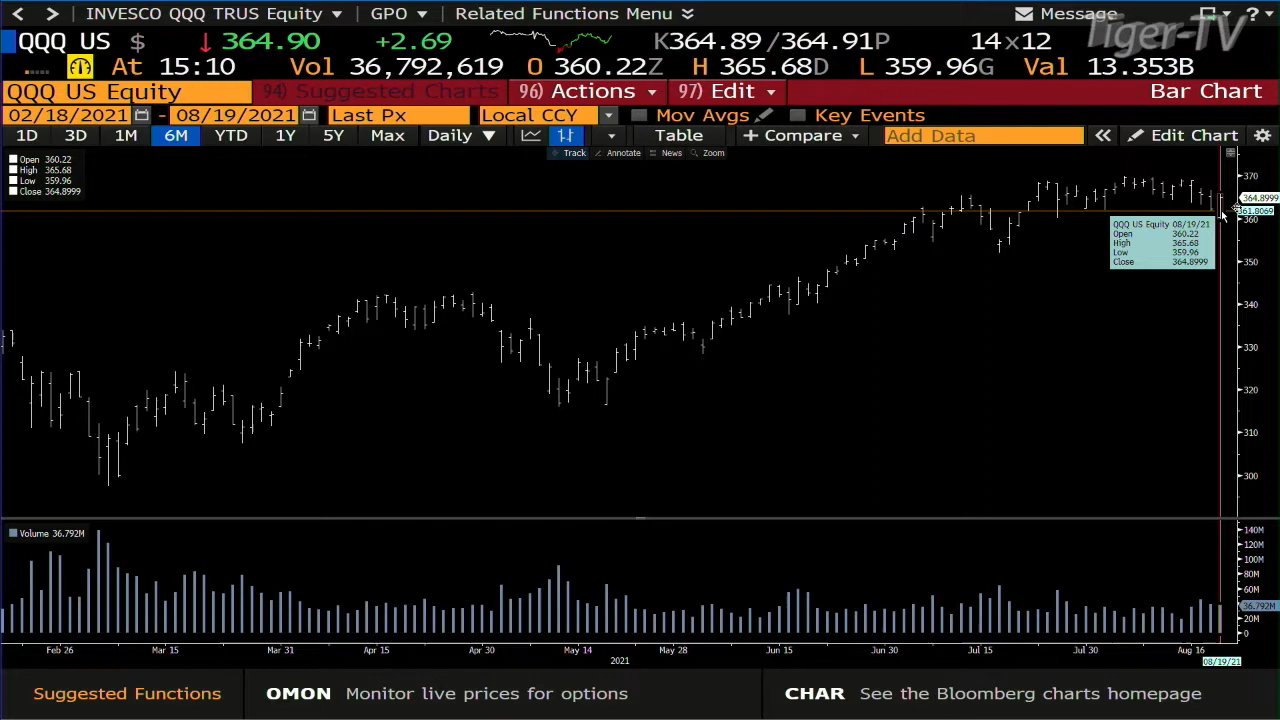 INVESCO QQQ TRUS Equity GPO Related Functions Menu Message ?
Tiger-TV
QQQ US $ ↓ 364.90 +2.69 K364.89 /364.91P 14×12
At 15:10 Vol 36,792,619 O 360.22Z H 365.68D L 359.96G Val 13.353B
QQQ US Equity 94) Suggested Charts 96) Actions 97) Edit Bar Chart
02/18/2021 - 08/19/2021 Last Px Local CCY Mov Avgs Key Events
1D 3D 1M 6M YTD 1Y 5Y Max Daily ▼ Table + Compare Add Data « Edit Chart
Track Annotate News Zoom
Open 360.22
High 365.68
Low 359.96
Close 364.8999
370
364.8999
361.8069
360
QQQ US Equity 08/19/21
Open 360.22
High 365.68
Low 359.96
Close 364.8999
350
340
330
320
310
300
Volume 36.792M
140M
120M
100M
80M
60M
36.792M
20M
0
Feb 26 Mar 15 Mar 31 Apr 15 Apr 30 May 14 May 28 Jun 15 Jun 30 Jul 15 Jul 30 Aug 16
2021
08/19/21
Suggested Functions OMON Monitor live prices for options CHAR See the Bloomberg charts homepage